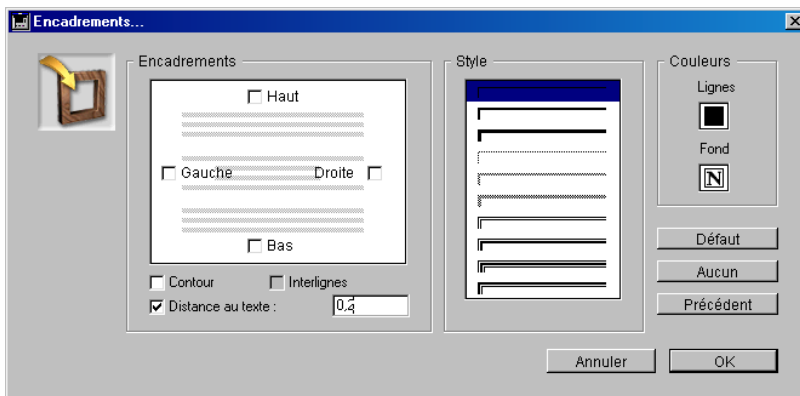 Encadrements...
Encadrements
Haut
Gauche
Droite
Bas
Contour
Interlignes
Distance au texte :
0,2
Style
Couleurs
Lignes
Fond
N
Défaut
Aucun
Précédent
Annuler
OK